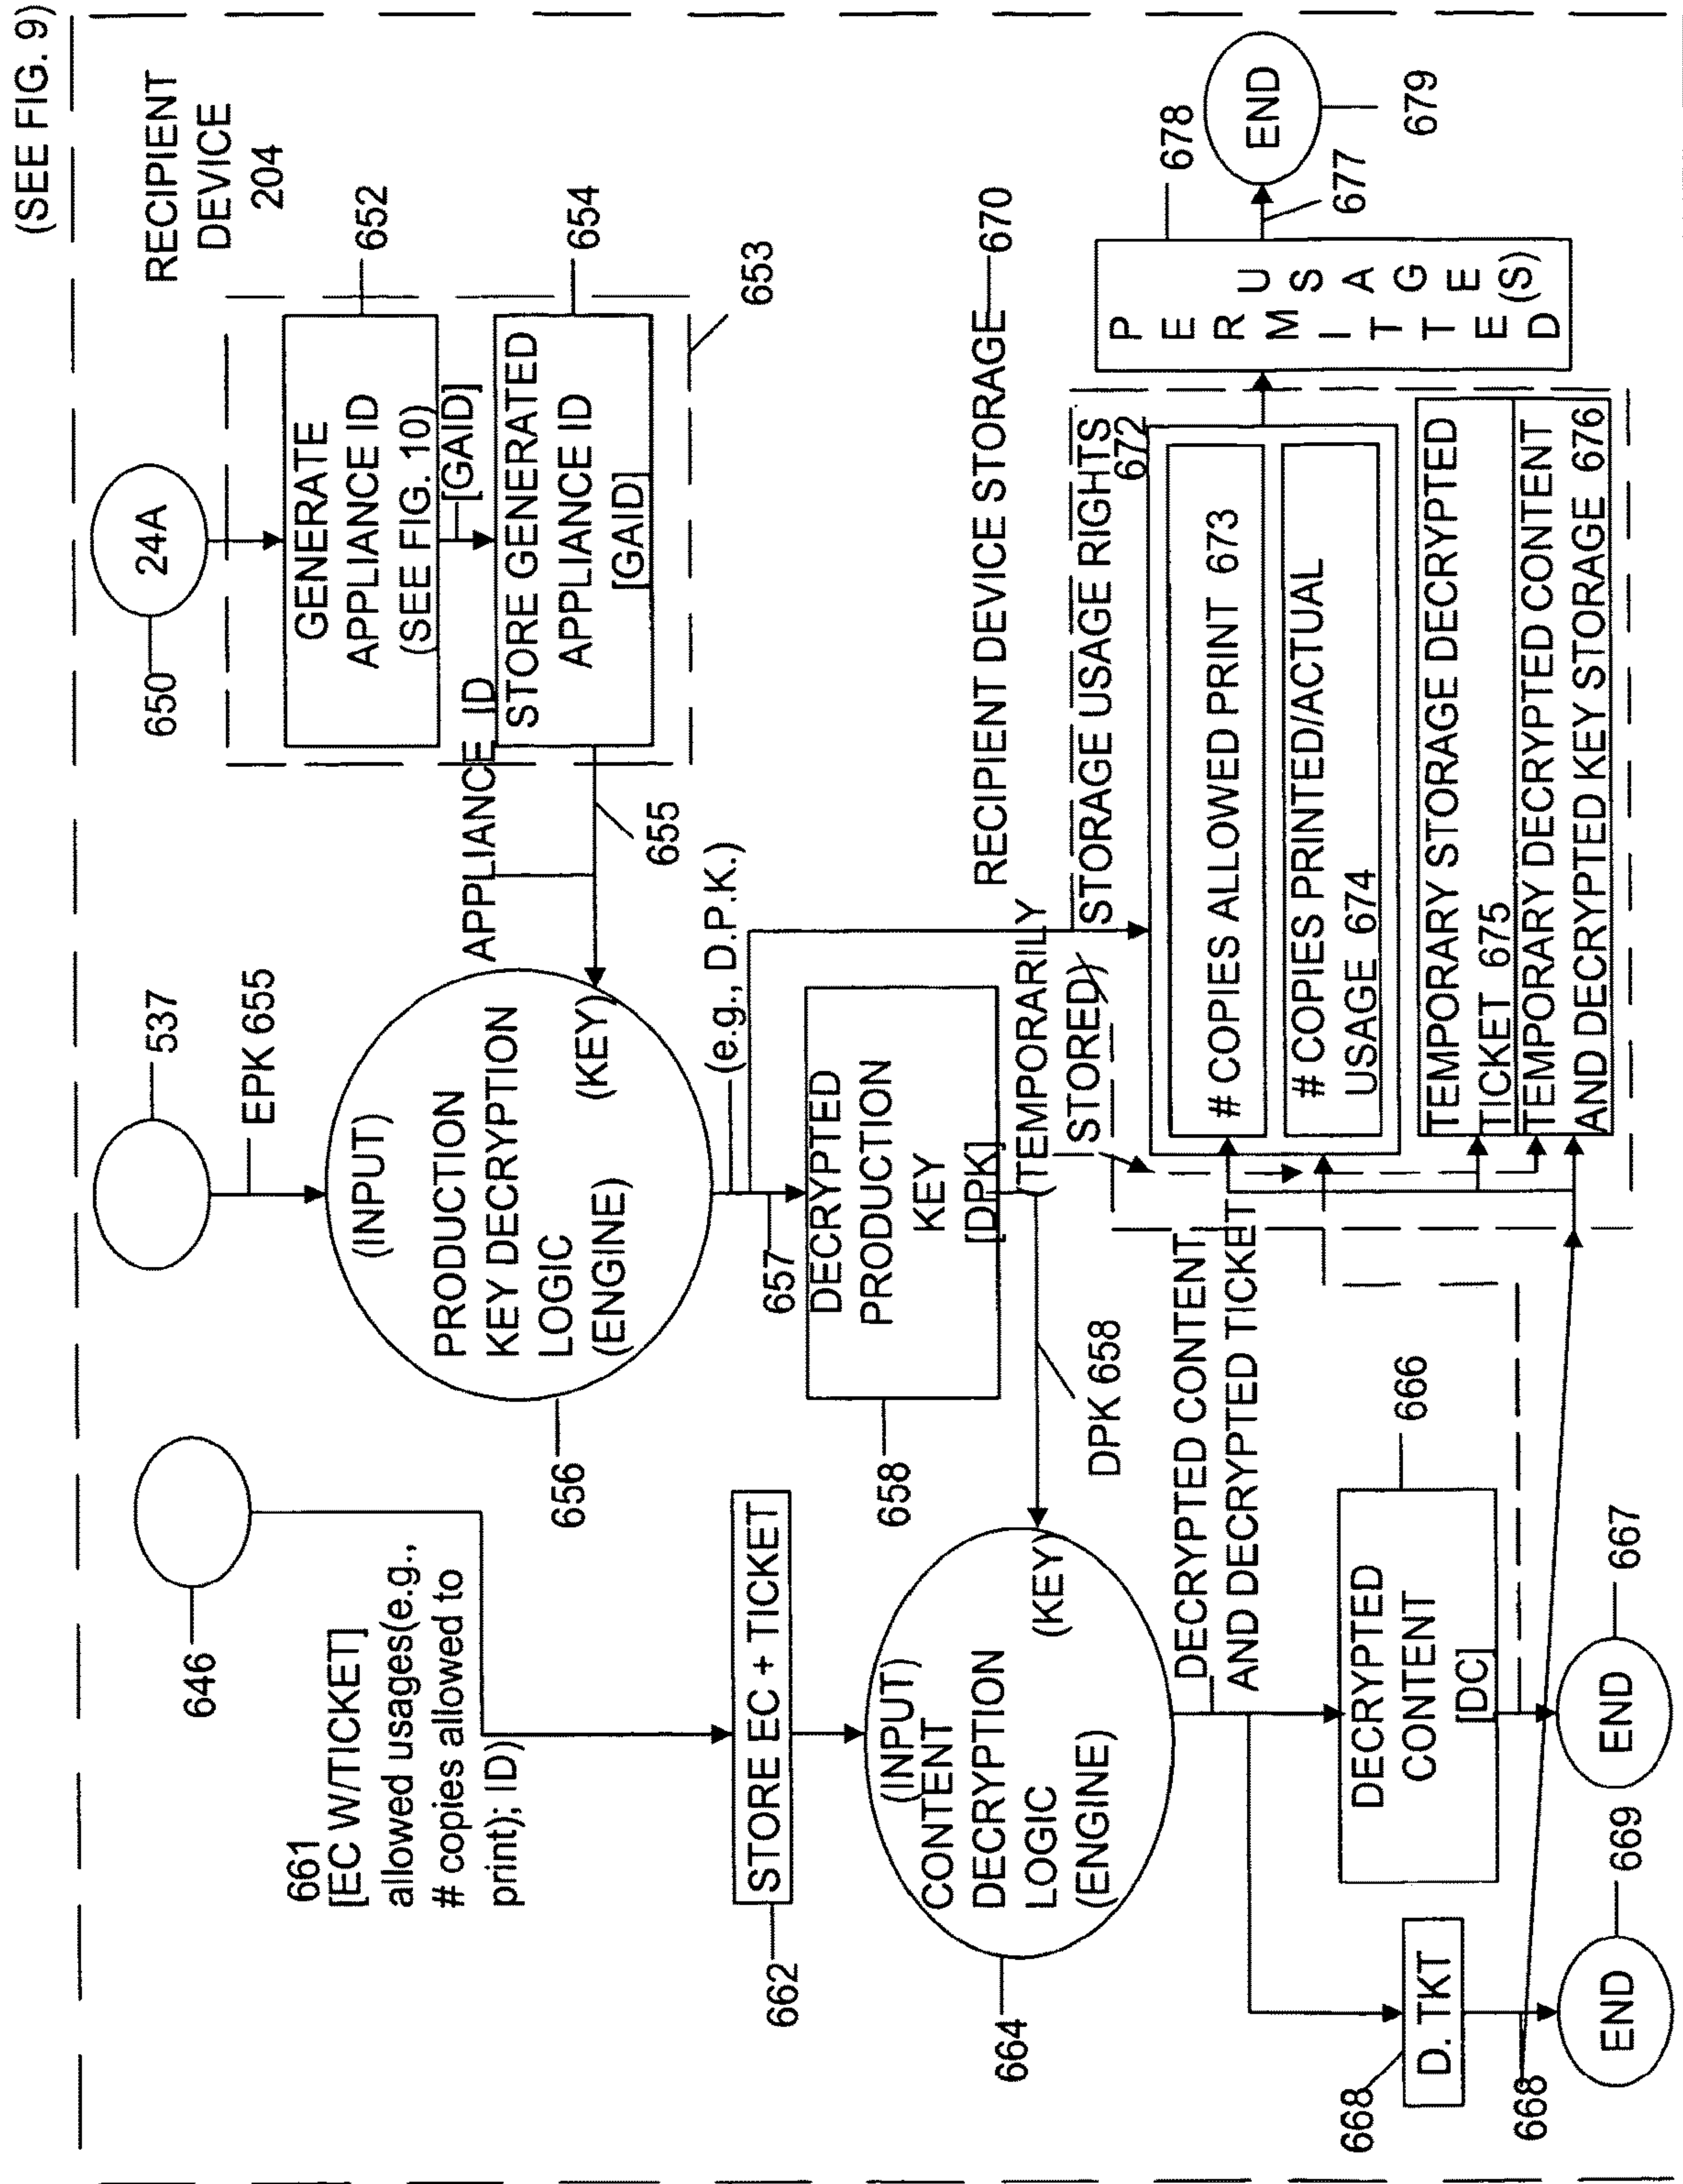 (SEE FIG. 9)
RECIPIENT
DEVICE
204
24A
650
GENERATE
APPLIANCE ID
(SEE FIG. 10)
652
[GAID]
STORE GENERATED
APPLIANCE ID
[GAID]
654
653
APPLIANCE ID
655
537
EPK 655
(INPUT)
PRODUCTION
KEY DECRYPTION
LOGIC
(ENGINE)
(KEY)
656
(e.g., D.P.K.)
657
DECRYPTED
PRODUCTION
KEY
[DPK]
658
(TEMPORARILY
STORED)
DPK 658
646
661
[EC W/TICKET]
allowed usages(e.g.,
# copies allowed to
print); ID)
STORE EC + TICKET
662
(INPUT)
CONTENT
DECRYPTION
LOGIC
(ENGINE)
(KEY)
664
DECRYPTED CONTENT
AND DECRYPTED TICKET
DECRYPTED
CONTENT
[DC]
666
END
667
D. TKT
668
668
END
669
RECIPIENT DEVICE STORAGE 670
STORAGE USAGE RIGHTS
672
# COPIES ALLOWED PRINT 673
# COPIES PRINTED/ACTUAL
USAGE 674
TEMPORARY STORAGE DECRYPTED
TICKET 675
TEMPORARY DECRYPTED CONTENT
AND DECRYPTED KEY STORAGE 676
PERMITTED
USAGE(S)
678
677
END
679